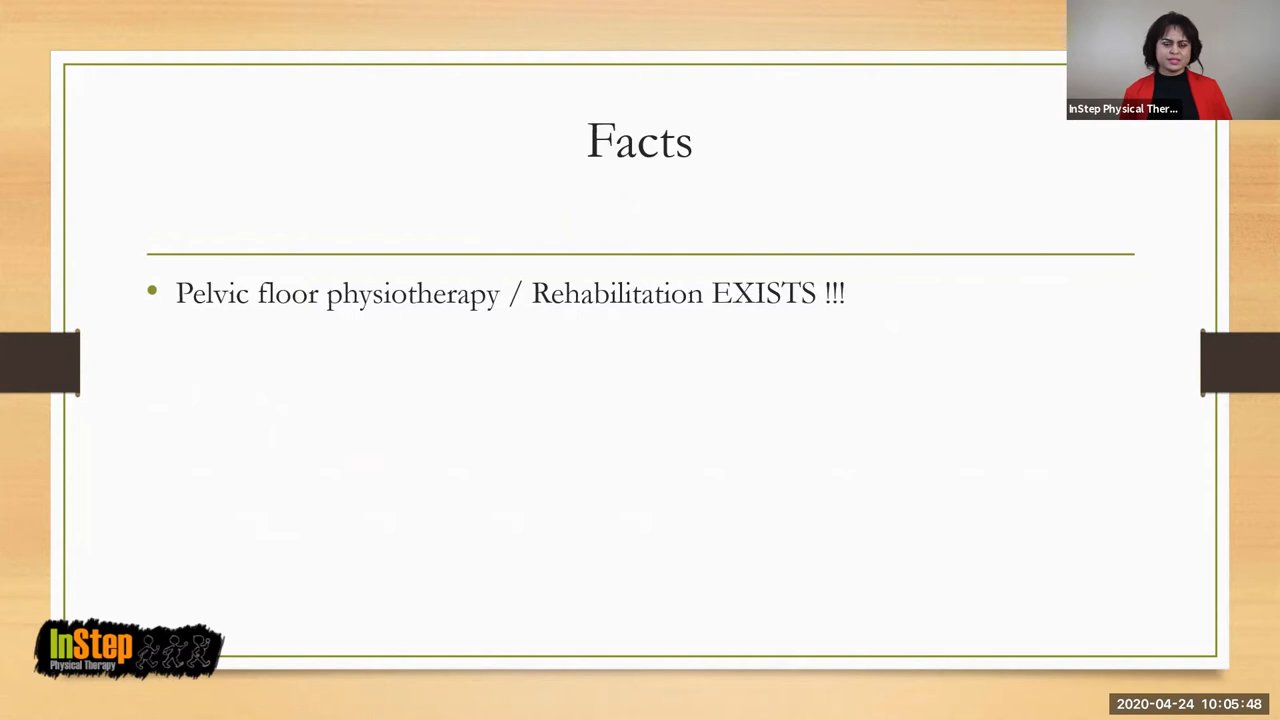 InStep Physical Ther...
Facts
• Pelvic floor physiotherapy / Rehabilitation EXISTS !!!
InStep
Physical Therapy
2020-04-24 10:05:48